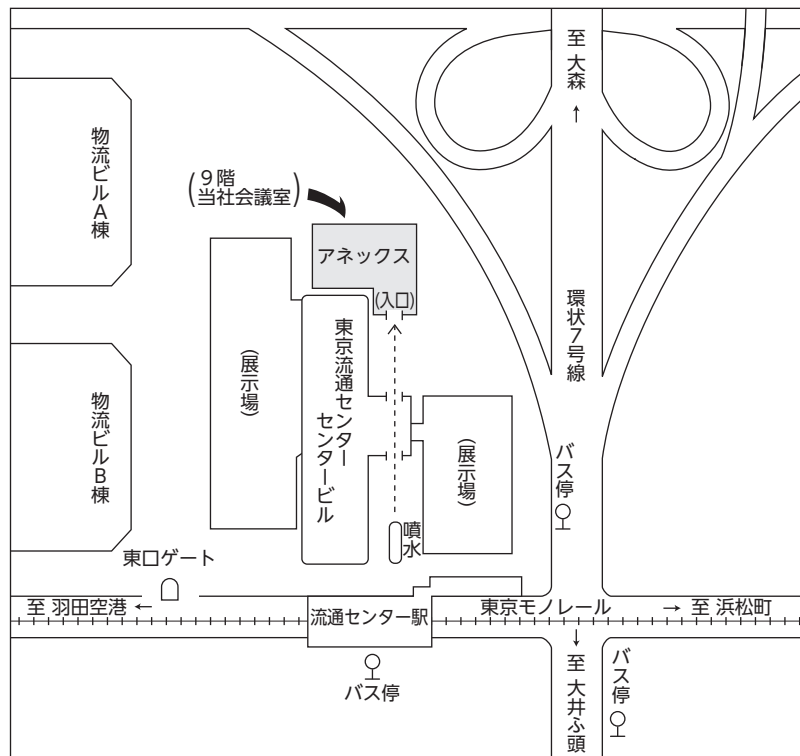 至 大森
↑
物流ビルA棟
(9階
当社会議室)
アネックス
(入口)
環状7号線
(展示場)
東京流通センター
センタービル
物流ビルB棟
(展示場)
バス停
噴水
東口ゲート
至 羽田空港 ←
流通センター駅
東京モノレール
→ 至 浜松町
バス停
↓
至 大井ふ頭
バス停